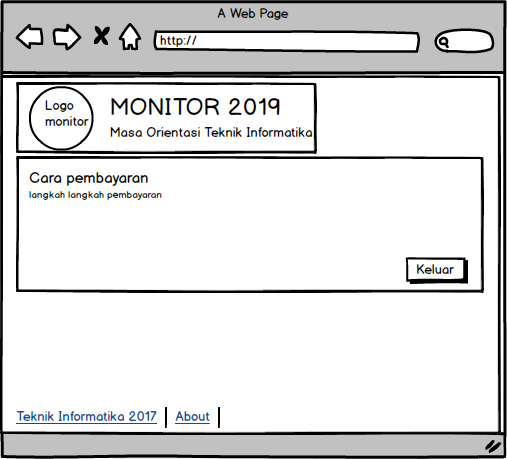 A Web Page
http://
Logo
monitor
MONITOR 2019
Masa Orientasi Teknik Informatika
Cara pembayaran
langkah langkah pembayaran
Keluar
Teknik Informatika 2017 | About |